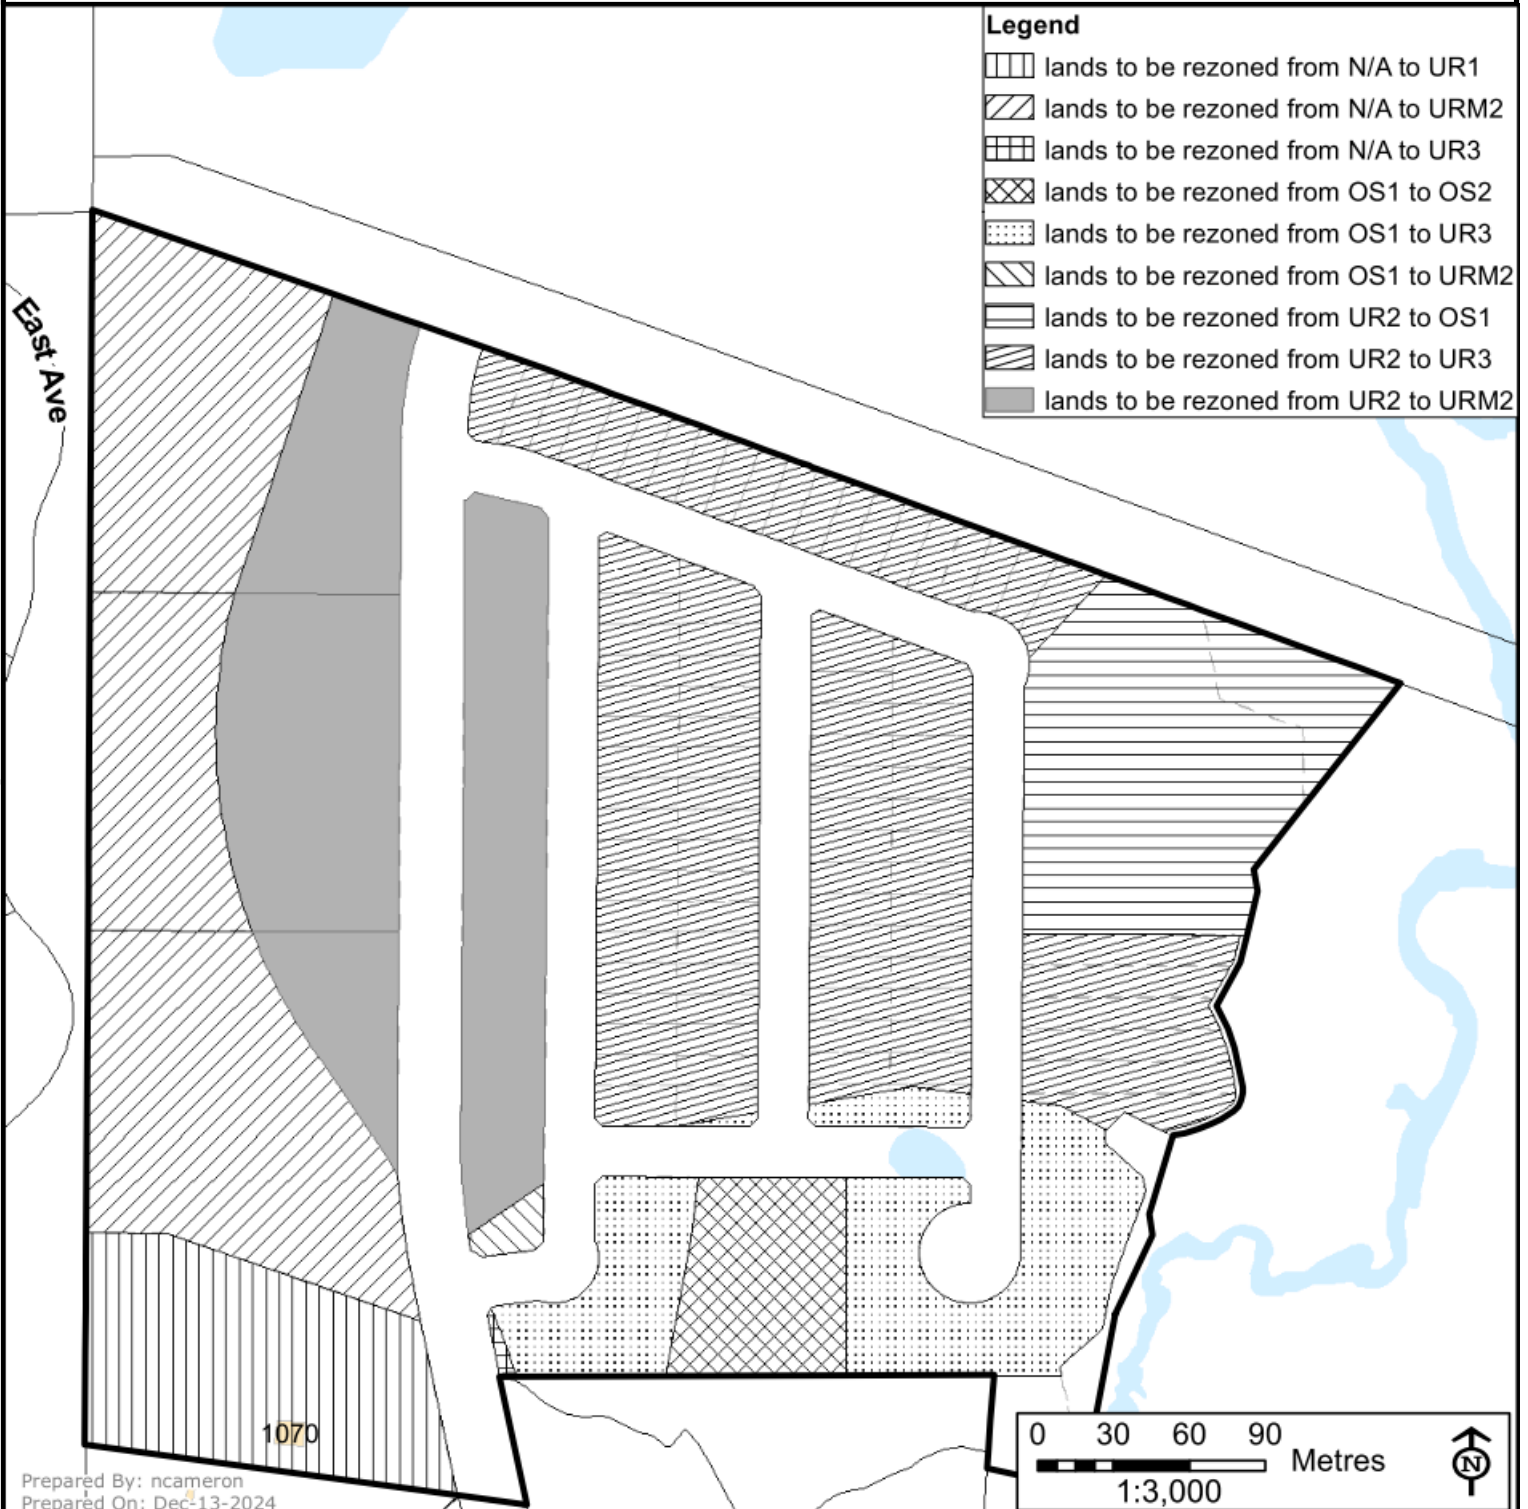 Legend
lands to be rezoned from N/A to UR1
lands to be rezoned from N/A to URM2
lands to be rezoned from N/A to UR3
lands to be rezoned from OS1 to OS2
lands to be rezoned from OS1 to UR3
lands to be rezoned from OS1 to URM2
lands to be rezoned from UR2 to OS1
lands to be rezoned from UR2 to UR3
lands to be rezoned from UR2 to URM2
East Ave
1070
0 30 60 90
Metres
1:3,000
N
Prepared By: ncameron
Prepared On: Dec-13-2024